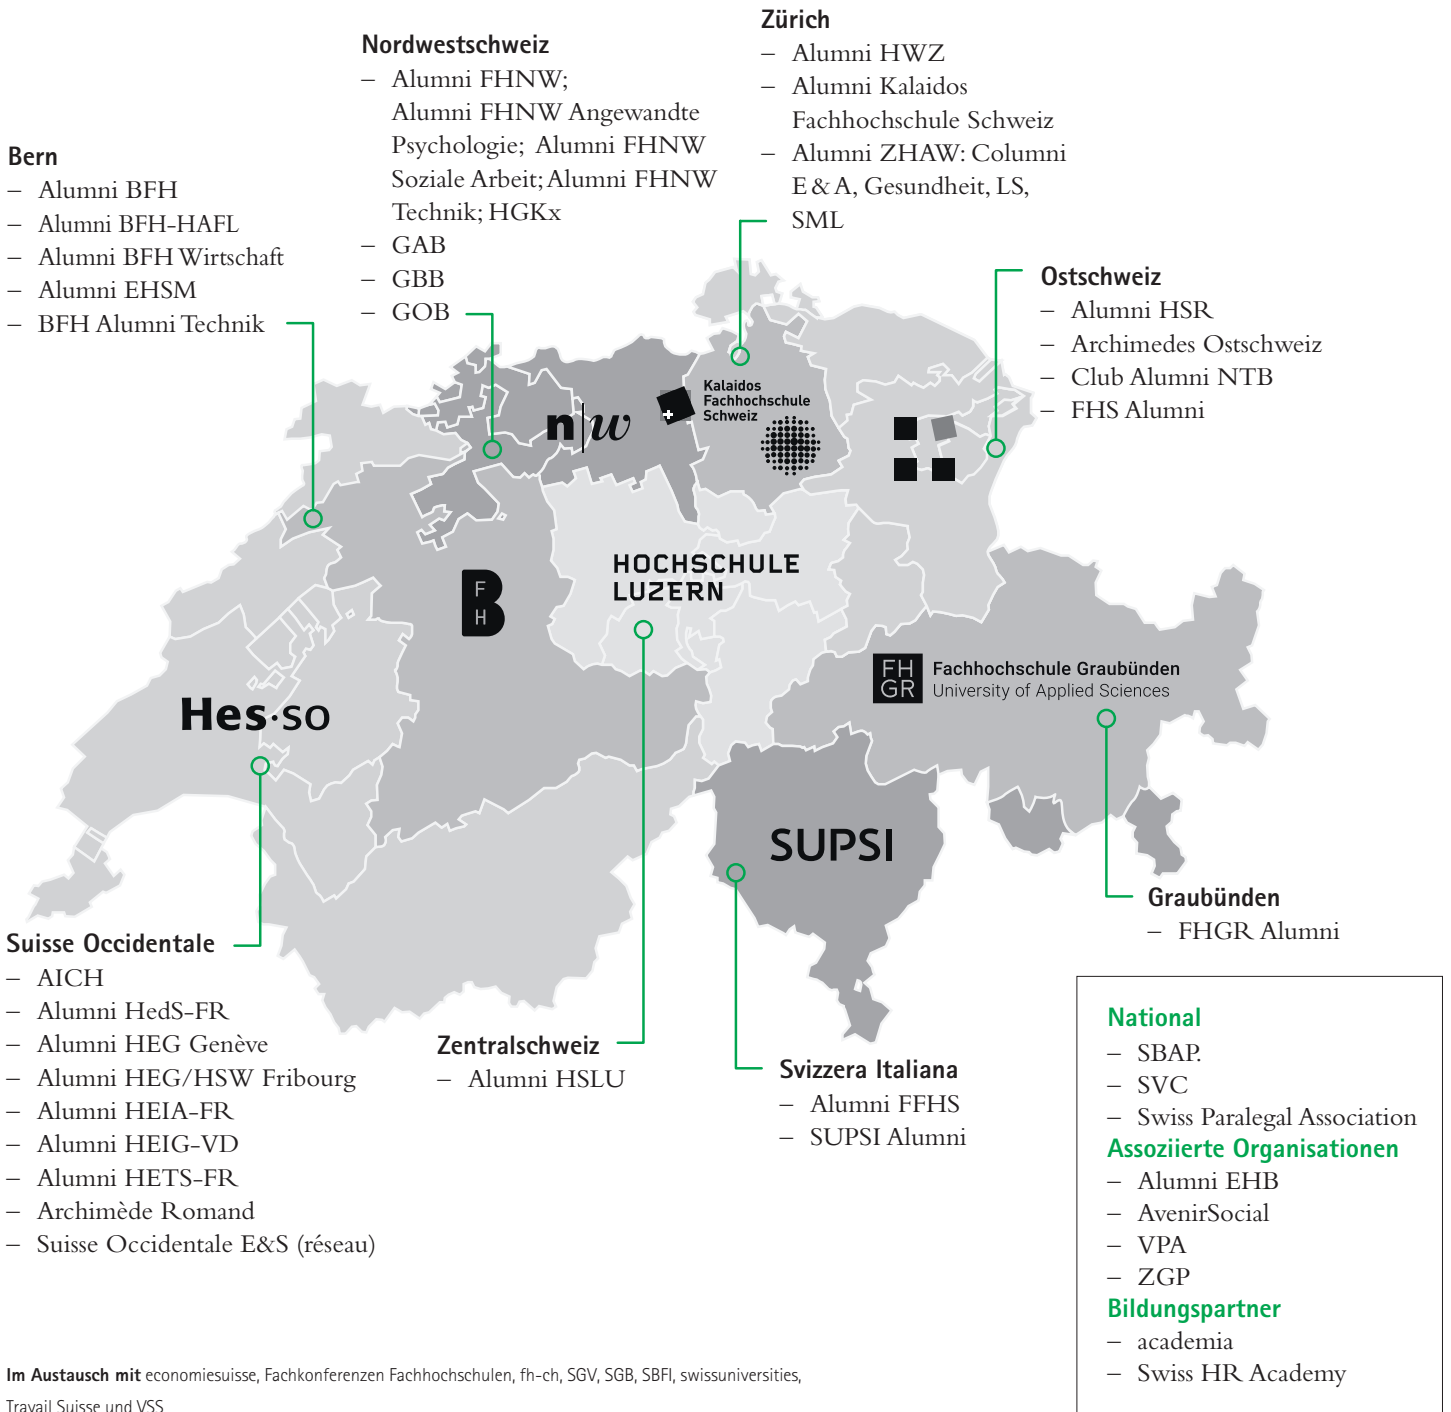 Zürich
– Alumni HWZ
– Alumni Kalaidos
Fachhochschule Schweiz
– Alumni ZHAW: Columni
E & A, Gesundheit, LS,
SML
Nordwestschweiz
– Alumni FHNW;
Alumni FHNW Angewandte
Psychologie; Alumni FHNW
Soziale Arbeit; Alumni FHNW
Technik; HGKx
– GAB
– GBB
– GOB
Bern
– Alumni BFH
– Alumni BFH-HAFL
– Alumni BFH Wirtschaft
– Alumni EHSM
– BFH Alumni Technik
Ostschweiz
– Alumni HSR
– Archimedes Ostschweiz
– Club Alumni NTB
– FHS Alumni
n|w
Kalaidos
Fachhochschule
Schweiz
HOCHSCHULE
LUZERN
B
F
H
FH
GR
Fachhochschule Graubünden
University of Applied Sciences
Hes·so
SUPSI
Graubünden
– FHGR Alumni
Suisse Occidentale
– AICH
– Alumni HedS-FR
– Alumni HEG Genève
– Alumni HEG/HSW Fribourg
– Alumni HEIA-FR
– Alumni HEIG-VD
– Alumni HETS-FR
– Archimède Romand
– Suisse Occidentale E&S (réseau)
Zentralschweiz
– Alumni HSLU
Svizzera Italiana
– Alumni FFHS
– SUPSI Alumni
National
– SBAP.
– SVC
– Swiss Paralegal Association
Assoziierte Organisationen
– Alumni EHB
– AvenirSocial
– VPA
– ZGP
Bildungspartner
– academia
– Swiss HR Academy
Im Austausch mit economiesuisse, Fachkonferenzen Fachhochschulen, fh-ch, SGV, SGB, SBFI, swissuniversities,
Travail Suisse und VSS